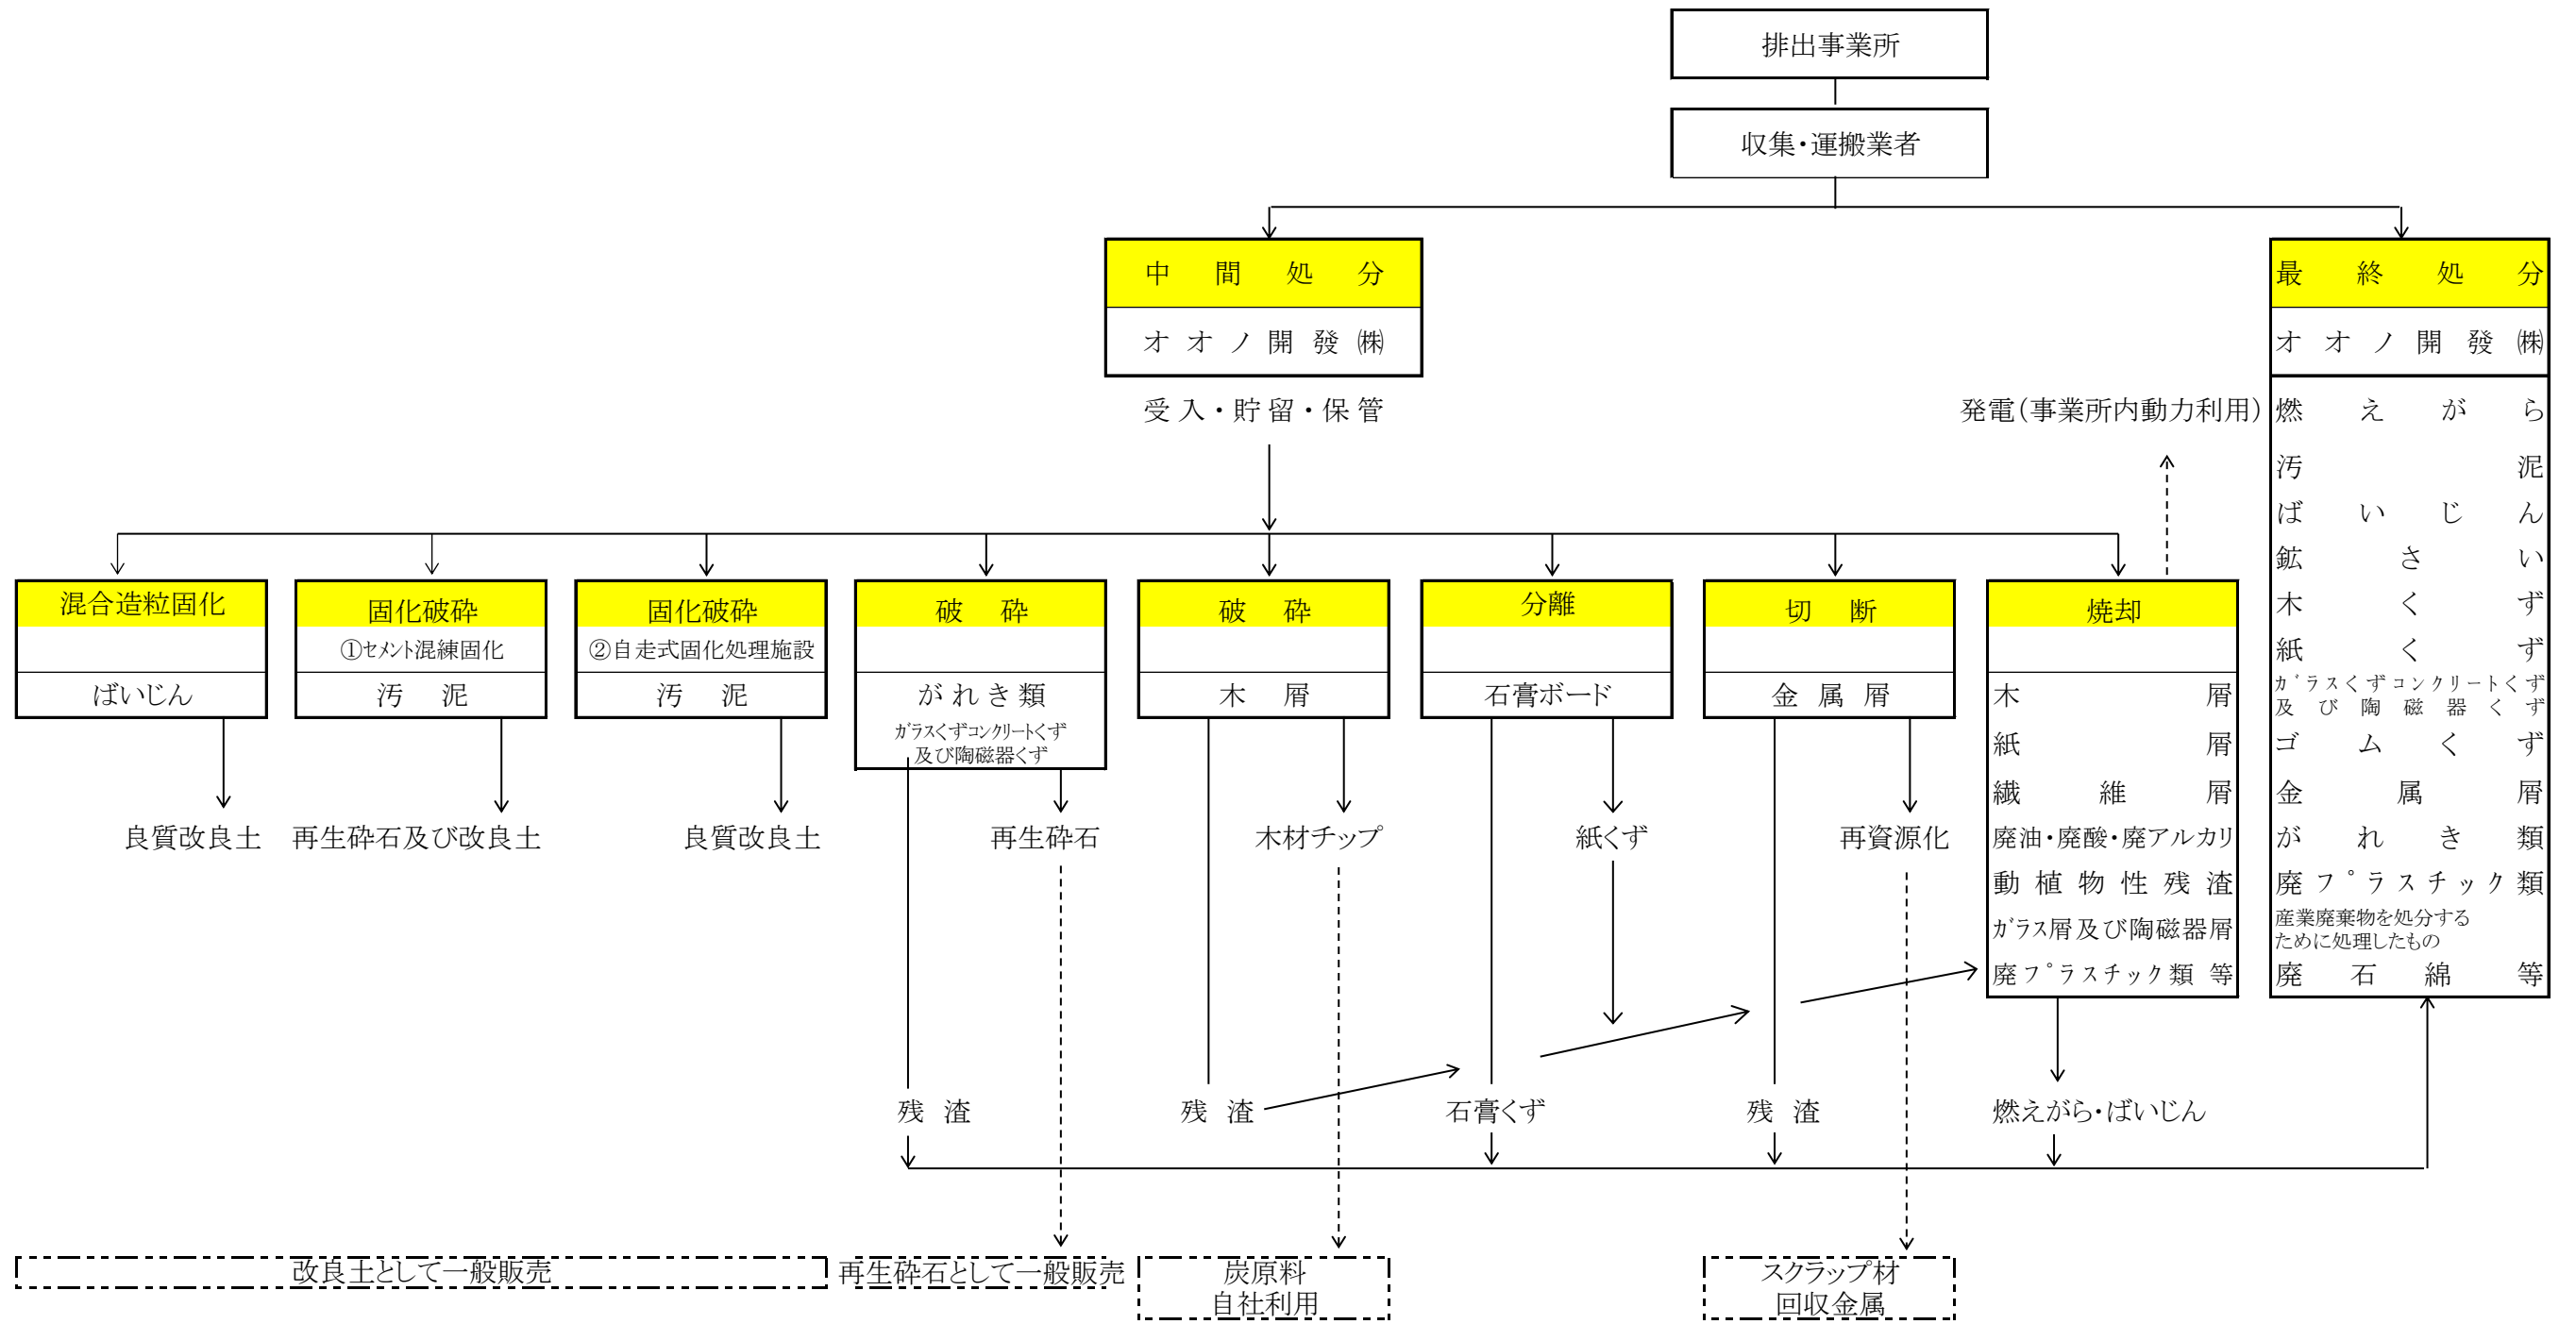 排出事業所
収集・運搬業者
中間処分
オオノ開發㈱
受入・貯留・保管
最終処分
オオノ開發㈱
燃えがら
汚泥
ばいじん
鉱さい
木くず
紙くず
ｶﾞﾗｽくずｺﾝｸﾘｰﾄくず
及び陶磁器くず
ゴムくず
金属屑
がれき類
廃プラスチック類
産業廃棄物を処分する
ために処理したもの
廃石綿等
発電（事業所内動力利用）
混合造粒固化
ばいじん
良質改良土
固化破砕
①ｾﾒﾝﾄ混練固化
汚泥
再生砕石及び改良土
固化破砕
②自走式固化処理施設
汚泥
良質改良土
破砕
がれき類
ｶﾞﾗｽくずｺﾝｸﾘｰﾄくず
及び陶磁器くず
再生砕石
残渣
破砕
木屑
木材チップ
残渣
分離
石膏ボード
紙くず
石膏くず
切断
金属屑
再資源化
残渣
焼却
木屑
紙屑
繊維屑
廃油・廃酸・廃アルカリ
動植物性残渣
ｶﾞﾗｽ屑及び陶磁器屑
廃プラスチック類等
燃えがら・ばいじん
改良土として一般販売
再生砕石として一般販売
炭原料
自社利用
スクラップ材
回収金属